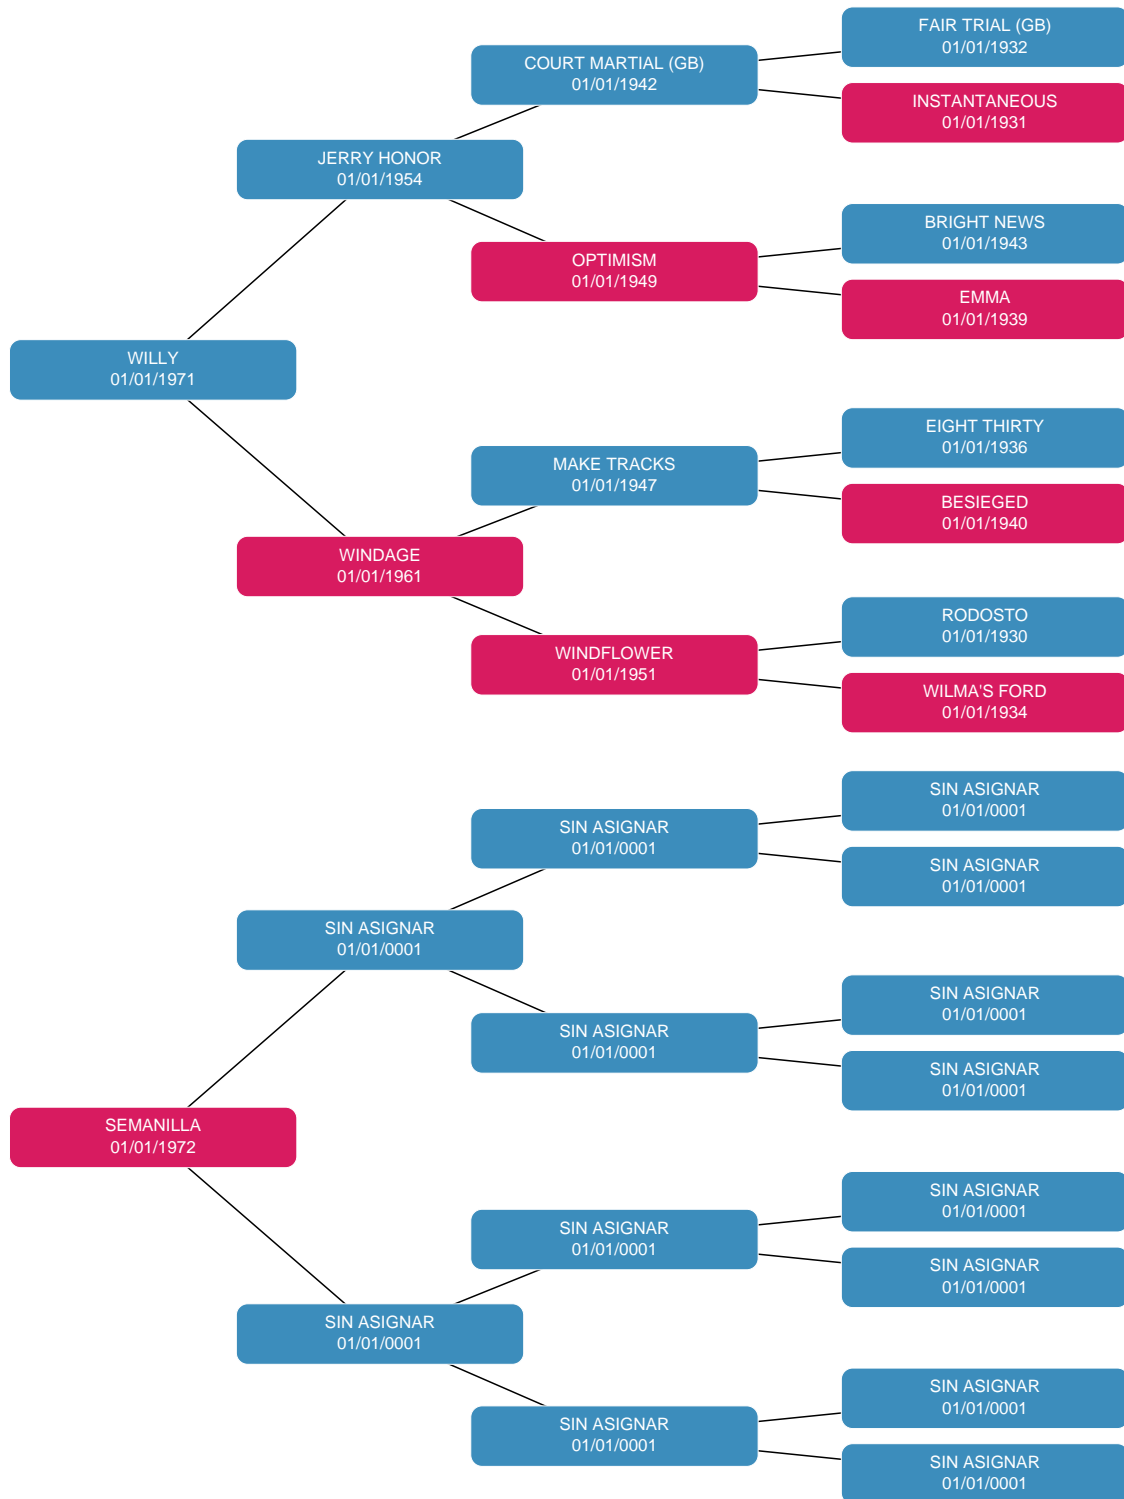 FAIR TRIAL (GB)
01/01/1932
COURT MARTIAL (GB)
01/01/1942
INSTANTANEOUS
01/01/1931
JERRY HONOR
01/01/1954
BRIGHT NEWS
01/01/1943
OPTIMISM
01/01/1949
EMMA
01/01/1939
WILLY
01/01/1971
EIGHT THIRTY
01/01/1936
MAKE TRACKS
01/01/1947
BESIEGED
01/01/1940
WINDAGE
01/01/1961
RODOSTO
01/01/1930
WINDFLOWER
01/01/1951
WILMA'S FORD
01/01/1934
SIN ASIGNAR
01/01/0001
SIN ASIGNAR
01/01/0001
SIN ASIGNAR
01/01/0001
SIN ASIGNAR
01/01/0001
SIN ASIGNAR
01/01/0001
SIN ASIGNAR
01/01/0001
SIN ASIGNAR
01/01/0001
SEMANILLA
01/01/1972
SIN ASIGNAR
01/01/0001
SIN ASIGNAR
01/01/0001
SIN ASIGNAR
01/01/0001
SIN ASIGNAR
01/01/0001
SIN ASIGNAR
01/01/0001
SIN ASIGNAR
01/01/0001
SIN ASIGNAR
01/01/0001